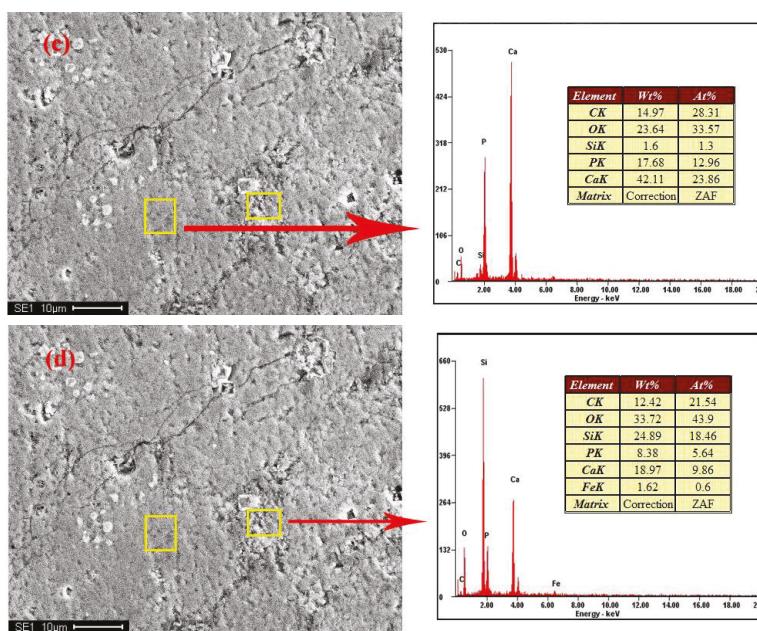 (c)
SE1 10µm
530
424
318
212
106
0
Ca
P
O
C
Si
2.00 4.00 6.00 8.00 10.00 12.00 14.00 16.00 18.00
Energy - keV
Element Wt% At%
CK 14.97 28.31
OK 23.64 33.57
SiK 1.6 1.3
PK 17.68 12.96
CaK 42.11 23.86
Matrix Correction ZAF
(d)
SE1 10µm
660
528
396
264
132
0
Si
Ca
O
P
C
Fe
2.00 4.00 6.00 8.00 10.00 12.00 14.00 16.00 18.00
Energy - keV
Element Wt% At%
CK 12.42 21.54
OK 33.72 43.9
SiK 24.89 18.46
PK 8.38 5.64
CaK 18.97 9.86
FeK 1.62 0.6
Matrix Correction ZAF